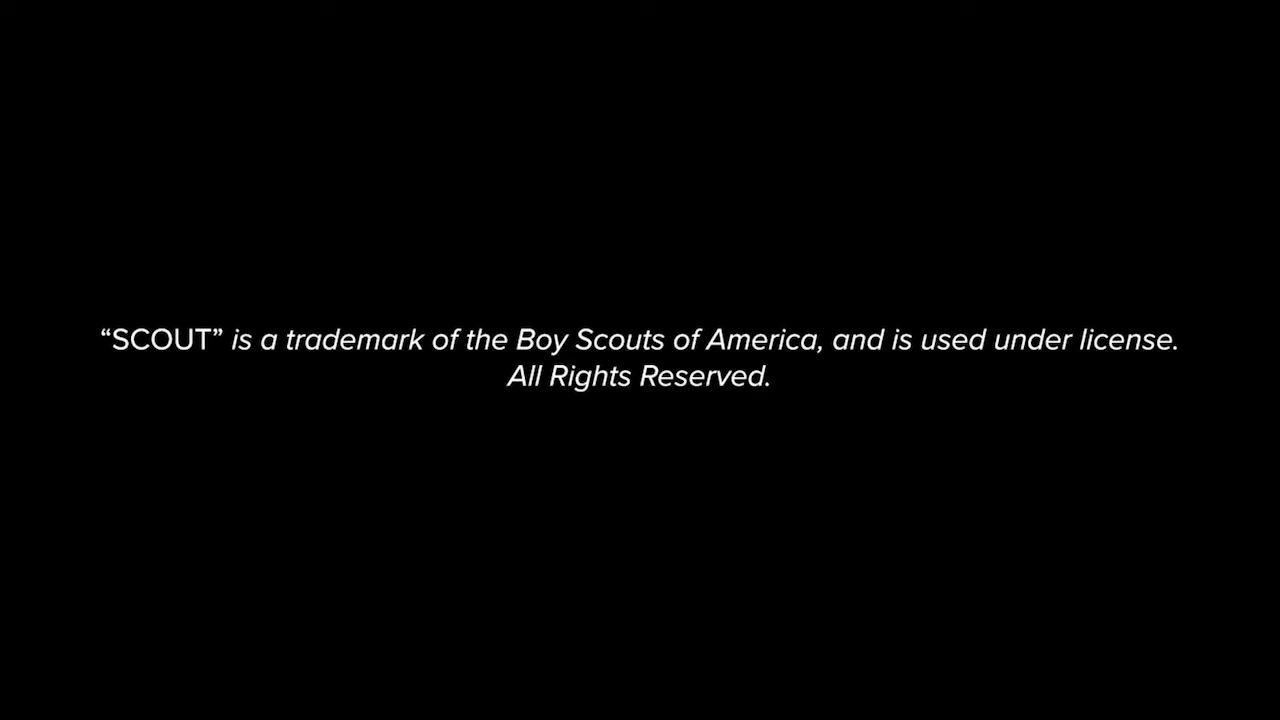 “SCOUT” is a trademark of the Boy Scouts of America, and is used under license.
All Rights Reserved.